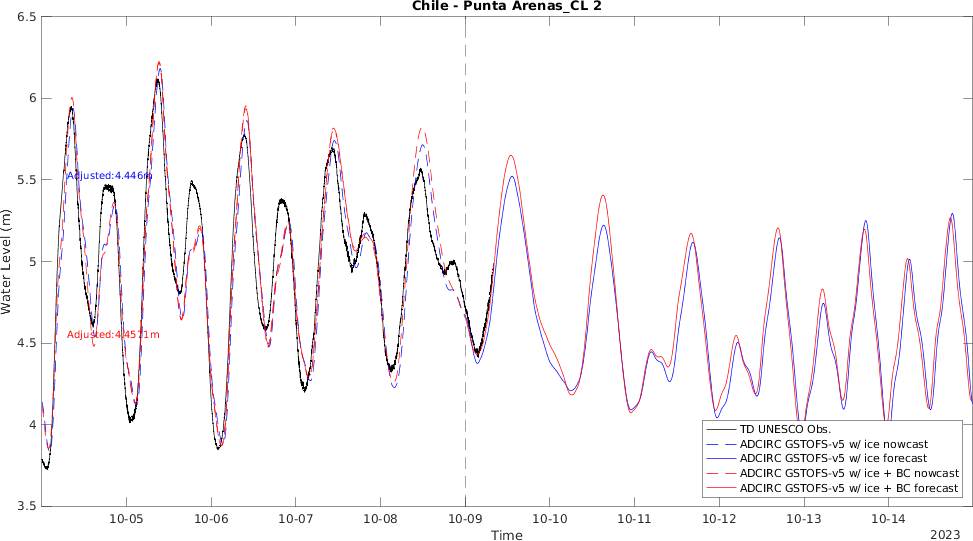 Chile - Punta Arenas_CL 2
6.5
6
5.5
5
4.5
4
3.5
Water Level (m)
Adjusted:4.446m
Adjusted:4.4571m
TD UNESCO Obs.
ADCIRC GSTOFS-v5 w/ ice nowcast
ADCIRC GSTOFS-v5 w/ ice forecast
ADCIRC GSTOFS-v5 w/ ice + BC nowcast
ADCIRC GSTOFS-v5 w/ ice + BC forecast
10-05 10-06 10-07 10-08 10-09 10-10 10-11 10-12 10-13 10-14
Time
2023